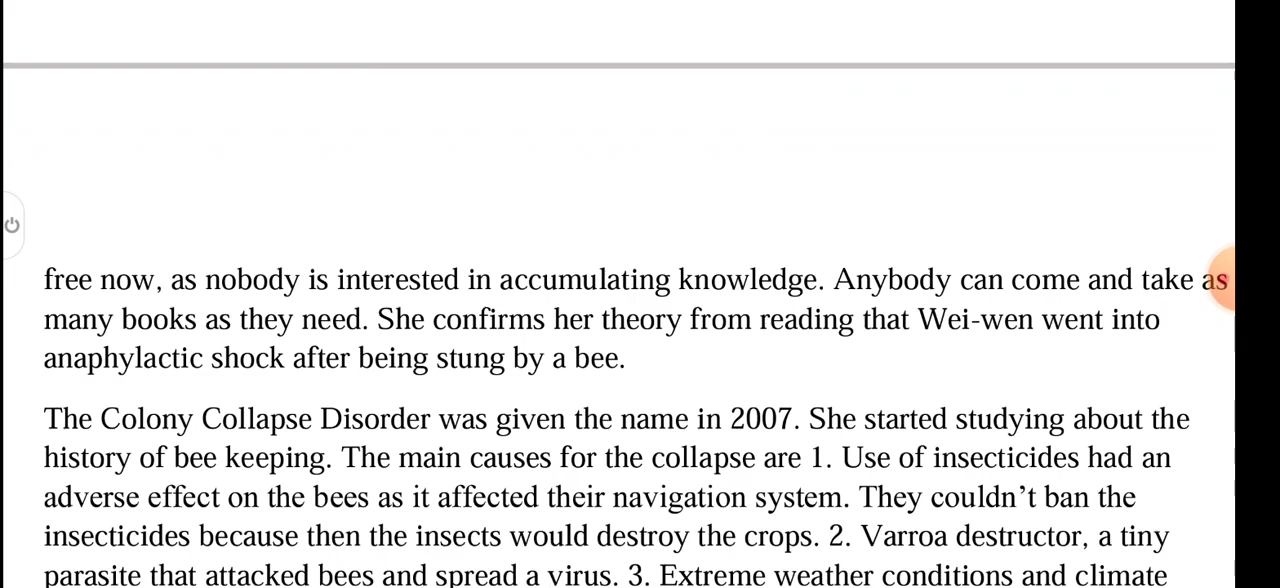 free now, as nobody is interested in accumulating knowledge. Anybody can come and take as
many books as they need. She confirms her theory from reading that Wei-wen went into
anaphylactic shock after being stung by a bee.
The Colony Collapse Disorder was given the name in 2007. She started studying about the
history of bee keeping. The main causes for the collapse are 1. Use of insecticides had an
adverse effect on the bees as it affected their navigation system. They couldn’t ban the
insecticides because then the insects would destroy the crops. 2. Varroa destructor, a tiny
parasite that attacked bees and spread a virus. 3. Extreme weather conditions and climate